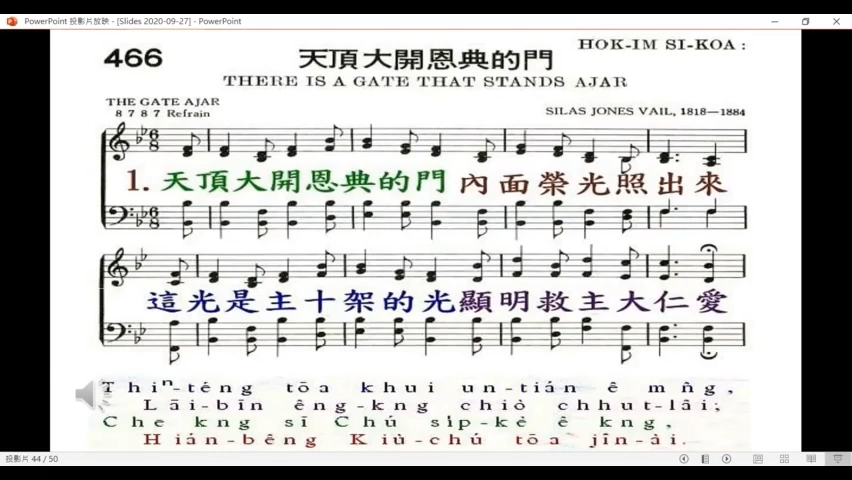 PowerPoint 投影片放映 - [Slides 2020-09-27] - PowerPoint
466
天頂大開恩典的門
HOK-IM SI-KOA :
THERE IS A GATE THAT STANDS AJAR
THE GATE AJAR
8 7 8 7 Refrain
SILAS JONES VAIL, 1818—1884
1. 天頂大開恩典的門 內面榮光照出來
這光是主十架的光顯明救主大仁愛
Thiⁿ-téng tōa khui un-tián ê mn̂g,
Lāi-bīn êng-kng chiò chhut-lâi;
Che kng sī Chú si̍p-kè ê kng,
Hián-bêng Kiù-chú tōa jîn-ài.
投影片 44 / 50